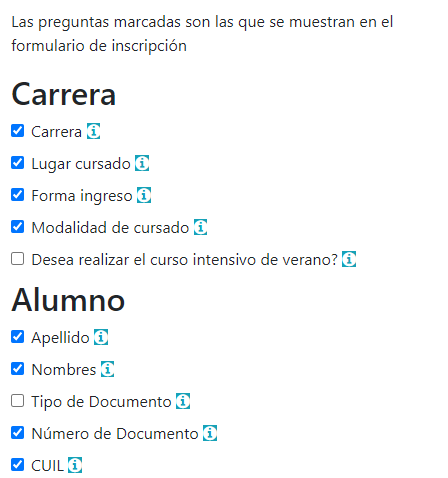 Las preguntas marcadas son las que se muestran en el
formulario de inscripción
Carrera
Carrera
Lugar cursado
Forma ingreso
Modalidad de cursado
Desea realizar el curso intensivo de verano?
Alumno
Apellido
Nombres
Tipo de Documento
Número de Documento
CUIL